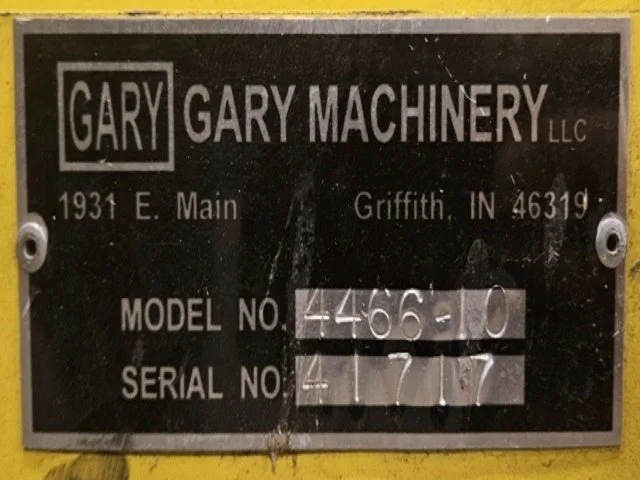 GARY GARY MACHINERY LLC
1931 E. Main Griffith, IN 46319
MODEL NO. 4466-10
SERIAL NO. 41717